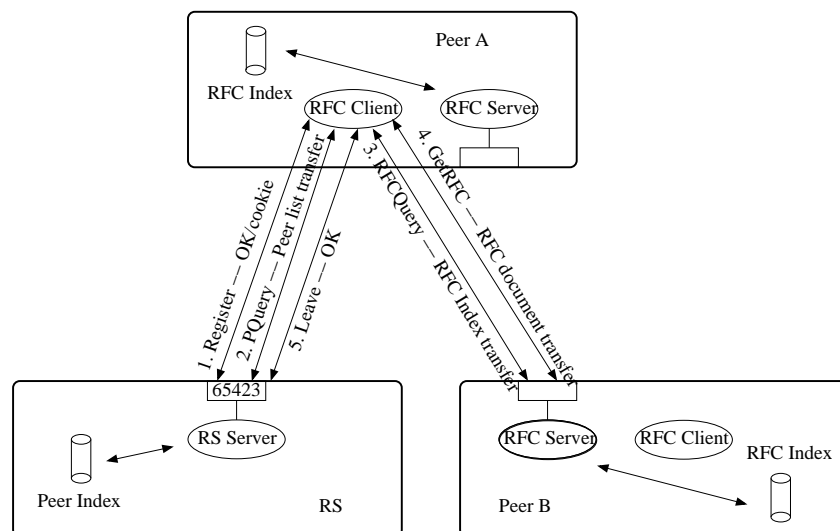 Peer A
RFC Index
RFC Client
RFC Server
1. Register ---- OK/cookie
2. PQuery ---- Peer list transfer
5. Leave ---- OK
3. RFCQuery ---- RFC Index transfer
4. GetRFC ---- RFC document transfer
65423
RS Server
Peer Index
RS
RFC Server
RFC Client
RFC Index
Peer B